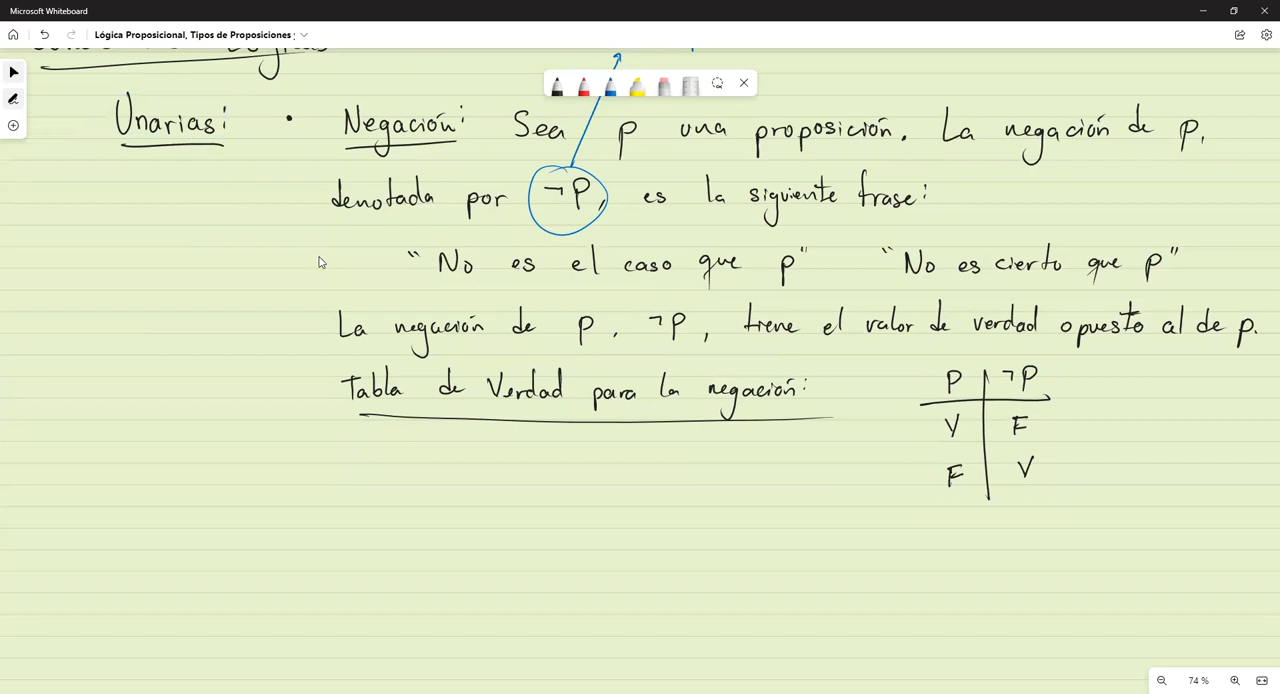 Microsoft Whiteboard
Lógica Proposicional, Tipos de Proposiciones
Unarias: • Negación: Sea p una proposición. La negación de p,
denotada por ¬P, es la siguiente frase:
"No es el caso que p" "No es cierto que p"
La negación de p, ¬P, tiene el valor de verdad opuesto al de p.
Tabla de Verdad para la negación:
P ¬P
V F
F V
74 %